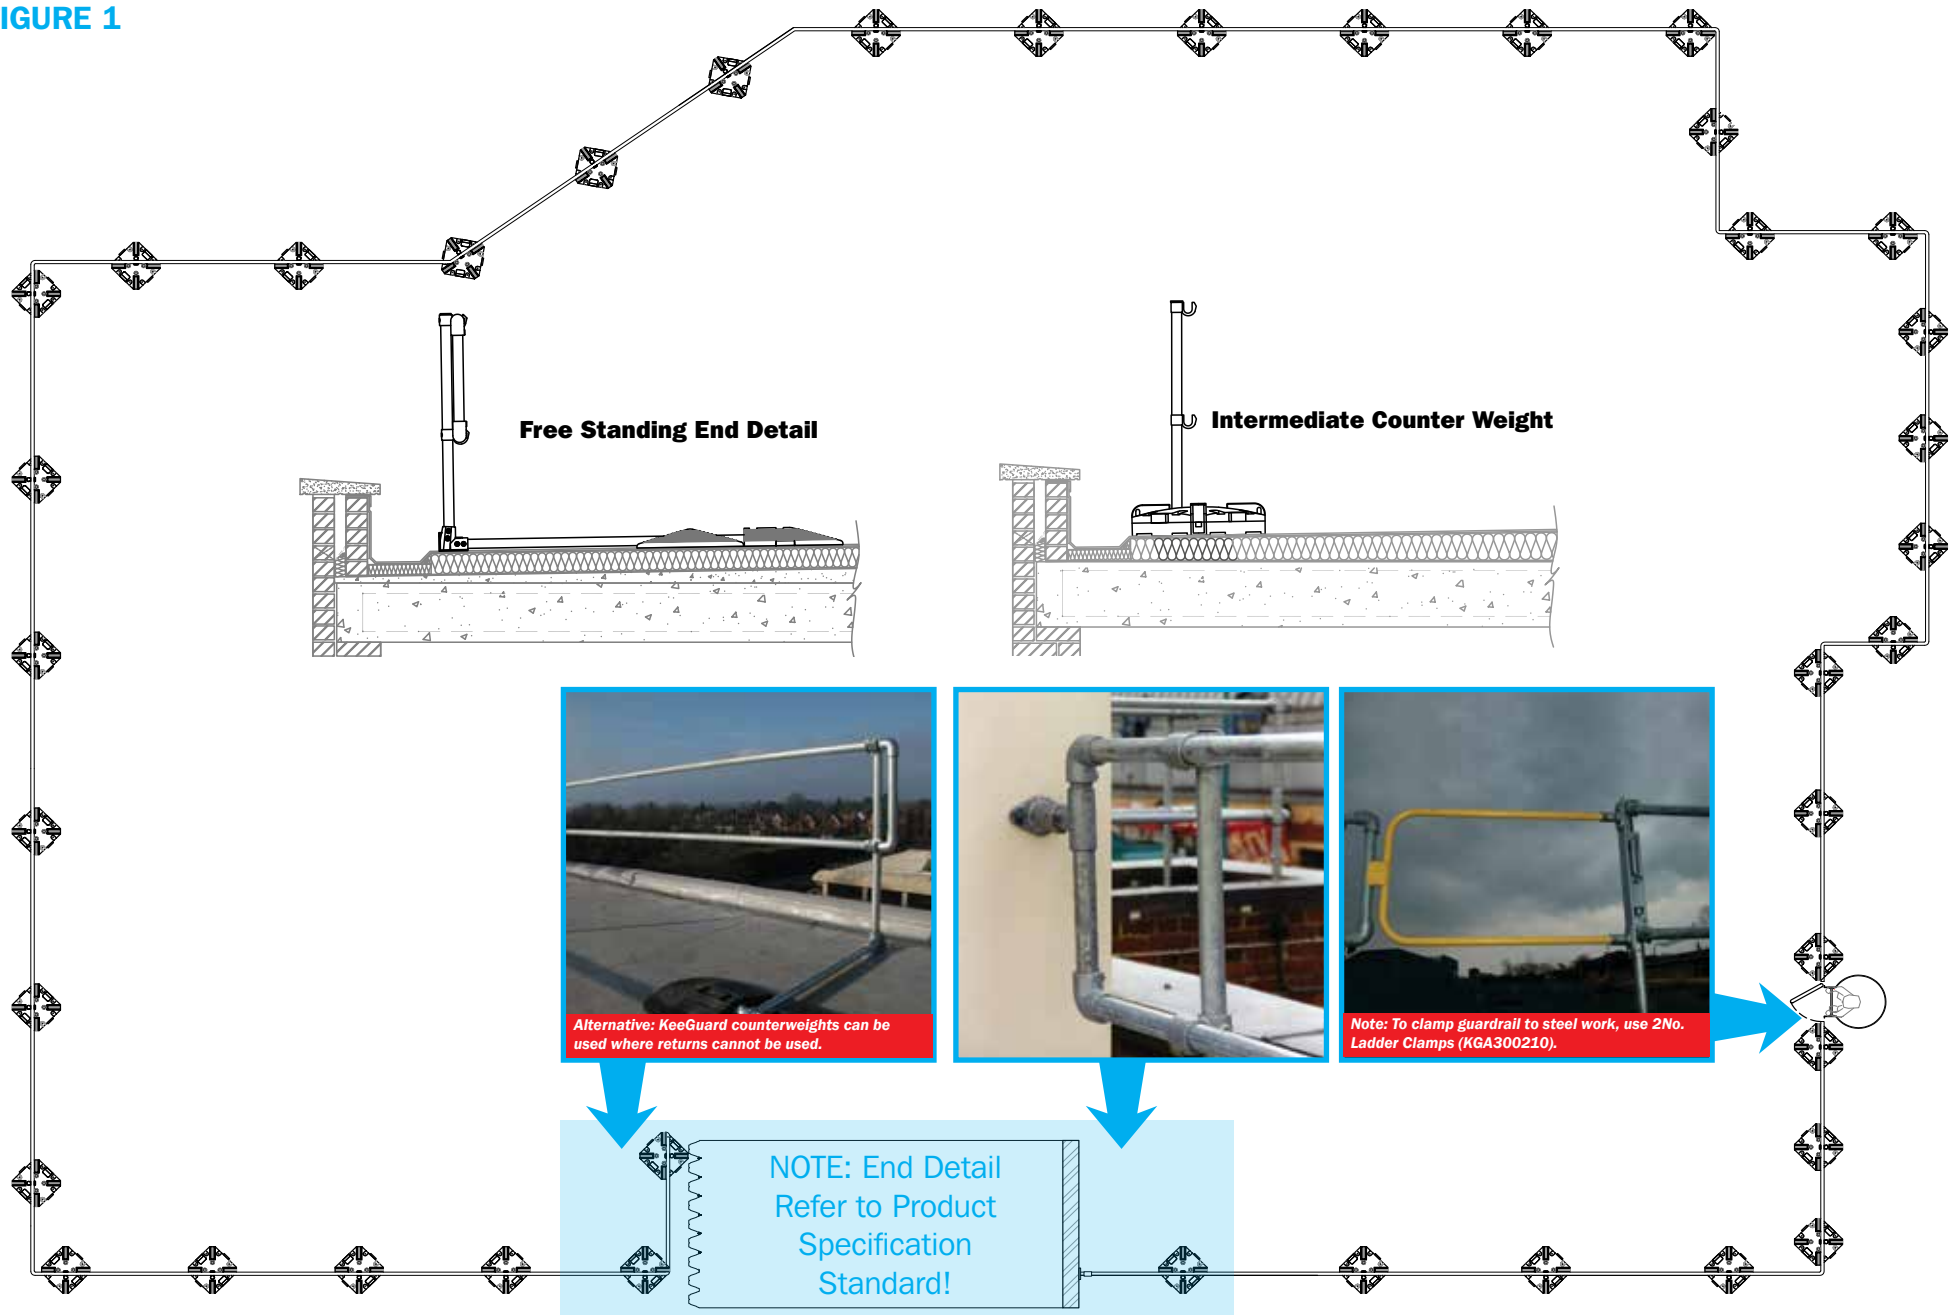 IGURE 1
Free Standing End Detail
Intermediate Counter Weight
Alternative: KeeGuard counterweights can be
used where returns cannot be used.
Note: To clamp guardrail to steel work, use 2No.
Ladder Clamps (KGA300210).
NOTE: End Detail
Refer to Product
Specification
Standard!